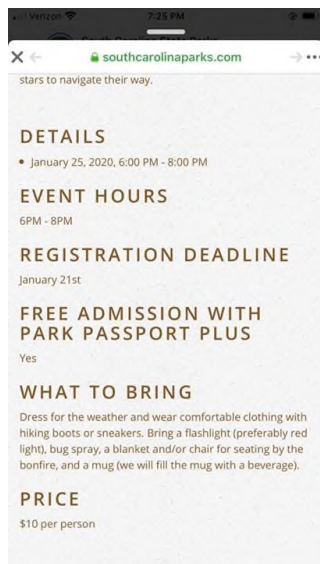 Verizon 7:25 PM
South Carolina State Parks
southcarolinaparks.com
stars to navigate their way.
DETAILS
• January 25, 2020, 6:00 PM - 8:00 PM
EVENT HOURS
6PM - 8PM
REGISTRATION DEADLINE
January 21st
FREE ADMISSION WITH
PARK PASSPORT PLUS
Yes
WHAT TO BRING
Dress for the weather and wear comfortable clothing with
hiking boots or sneakers. Bring a flashlight (preferably red
light), bug spray, a blanket and/or chair for seating by the
bonfire, and a mug (we will fill the mug with a beverage).
PRICE
$10 per person